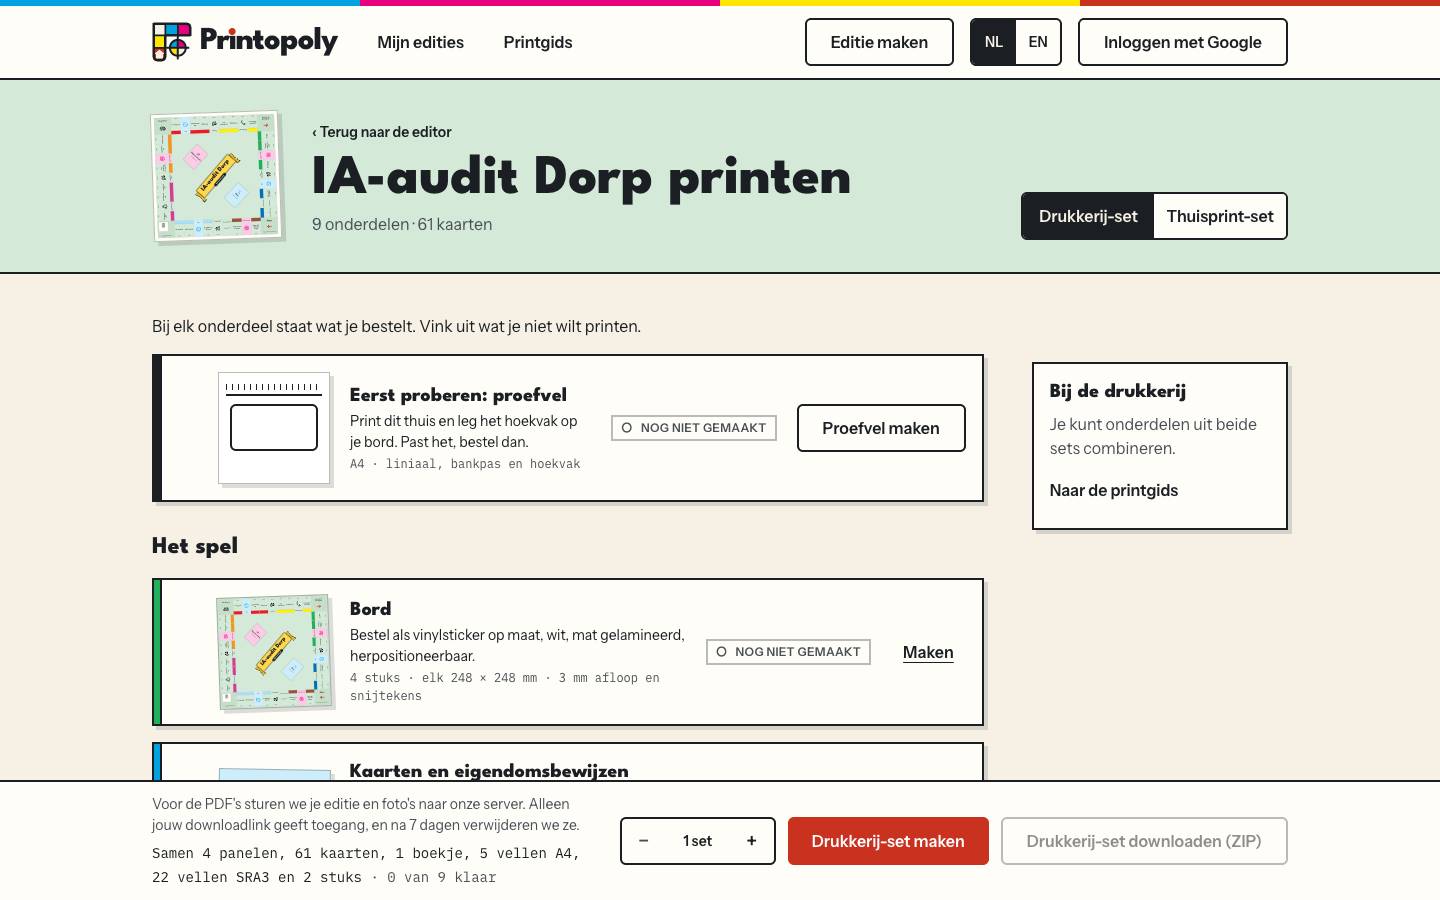 Printopoly
Mijn edities
Printgids
Editie maken
NL
EN
Inloggen met Google
‹ Terug naar de editor
IA-audit Dorp printen
9 onderdelen · 61 kaarten
Drukkerij-set
Thuisprint-set
IA-audit Dorp
Bij elk onderdeel staat wat je bestelt. Vink uit wat je niet wilt printen.
Eerst proberen: proefvel
Print dit thuis en leg het hoekvak op
je bord. Past het, bestel dan.
A4 · liniaal, bankpas en hoekvak
NOG NIET GEMAAKT
Proefvel maken
Bij de drukkerij
Je kunt onderdelen uit beide
sets combineren.
Naar de printgids
Het spel
IA-audit Dorp
Bord
Bestel als vinylsticker op maat, wit, mat gelamineerd,
herpositioneerbaar.
4 stuks · elk 248 × 248 mm · 3 mm afloop en
snijtekens
NOG NIET GEMAAKT
Maken
Kaarten en eigendomsbewijzen
Voor de PDF's sturen we je editie en foto's naar onze server. Alleen
jouw downloadlink geeft toegang, en na 7 dagen verwijderen we ze.
Samen 4 panelen, 61 kaarten, 1 boekje, 5 vellen A4,
22 vellen SRA3 en 2 stuks · 0 van 9 klaar
− 1 set +
Drukkerij-set maken
Drukkerij-set downloaden (ZIP)